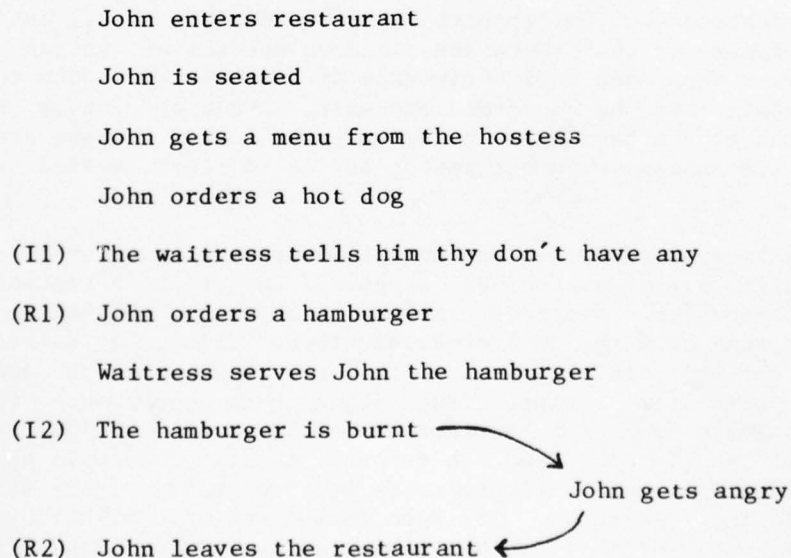 John enters restaurant
John is seated
John gets a menu from the hostess
John orders a hot dog
(I1) The waitress tells him thy don't have any
(R1) John orders a hamburger
Waitress serves John the hamburger
(I2) The hamburger is burnt
John gets angry
(R2) John leaves the restaurant